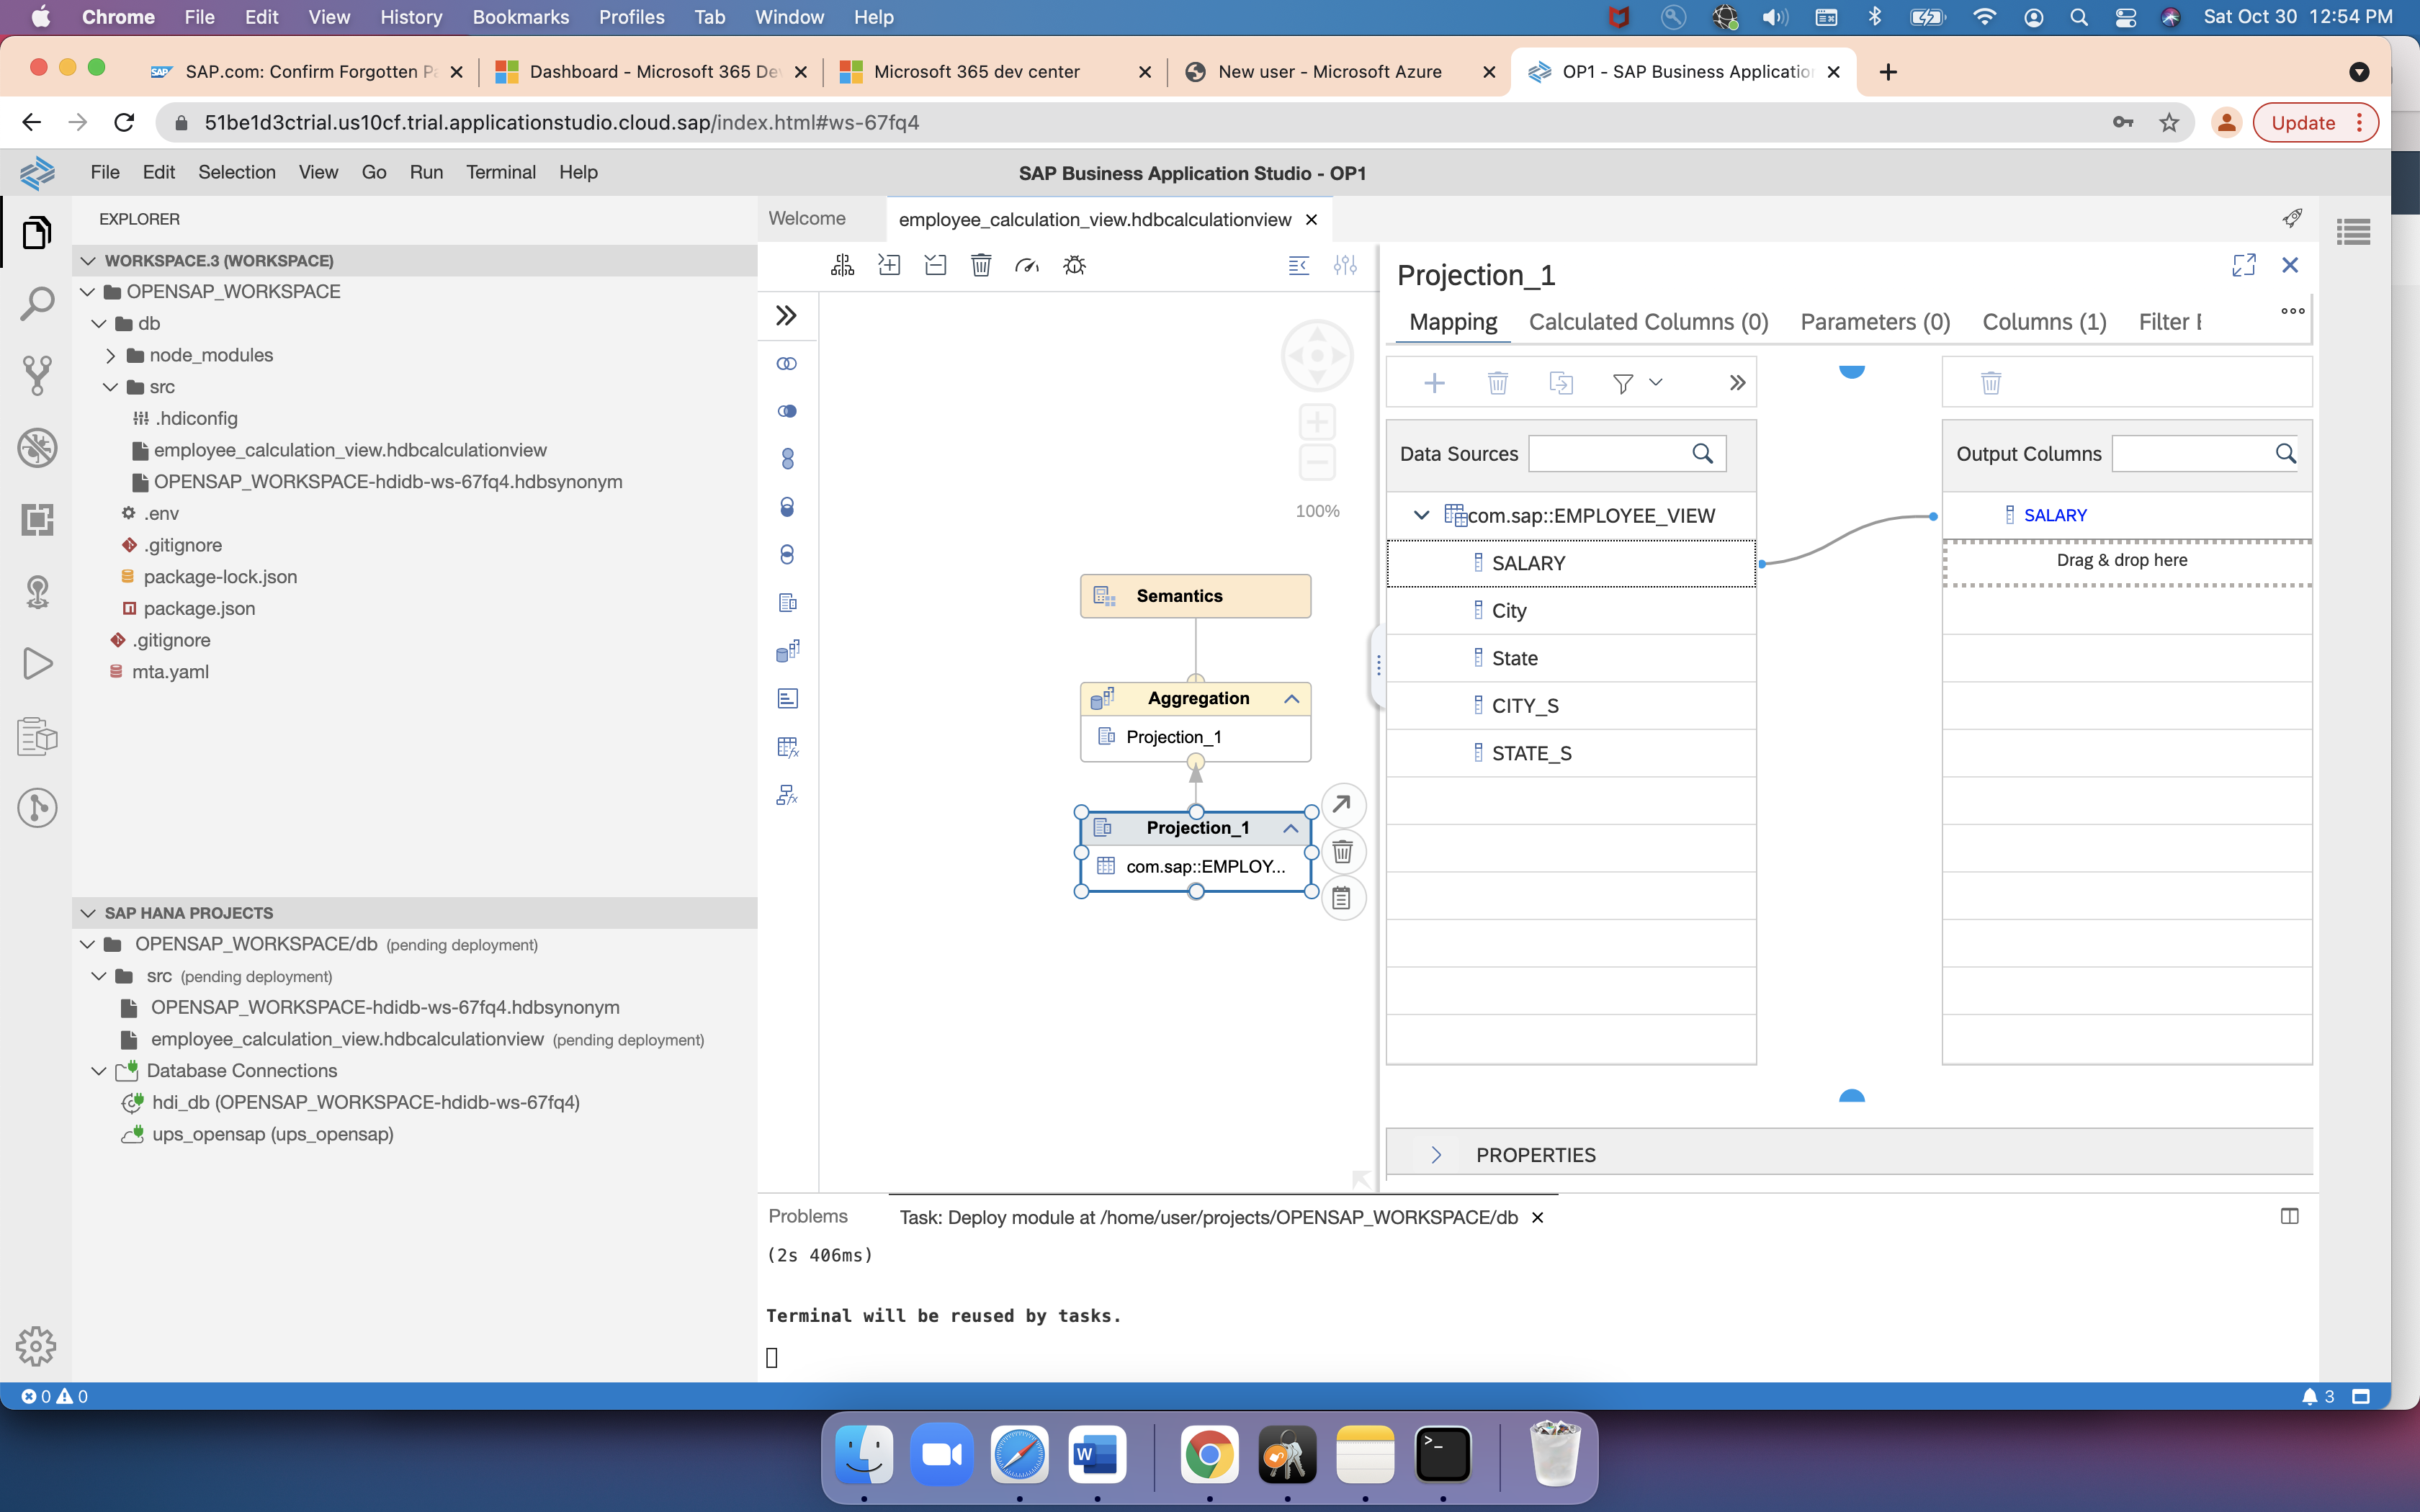 Chrome File Edit View History Bookmarks Profiles Tab Window Help Sat Oct 30 12:54 PM
SAP SAP.com: Confirm Forgotten Pa Dashboard - Microsoft 365 De Microsoft 365 dev center New user - Microsoft Azure OP1 - SAP Business Application
51be1d3ctrial.us10cf.trial.applicationstudio.cloud.sap/index.html#ws-67fq4 Update
File Edit Selection View Go Run Terminal Help SAP Business Application Studio - OP1
EXPLORER
WORKSPACE.3 (WORKSPACE)
OPENSAP_WORKSPACE
db
node_modules
src
.hdiconfig
employee_calculation_view.hdbcalculationview
OPENSAP_WORKSPACE-hdidb-ws-67fq4.hdbsynonym
.env
.gitignore
package-lock.json
package.json
.gitignore
mta.yaml
SAP HANA PROJECTS
OPENSAP_WORKSPACE/db (pending deployment)
src (pending deployment)
OPENSAP_WORKSPACE-hdidb-ws-67fq4.hdbsynonym
employee_calculation_view.hdbcalculationview (pending deployment)
Database Connections
hdi_db (OPENSAP_WORKSPACE-hdidb-ws-67fq4)
ups_opensap (ups_opensap)
Welcome employee_calculation_view.hdbcalculationview
100%
Semantics
Aggregation
Projection_1
Projection_1
com.sap::EMPLOY...
Projection_1
Mapping Calculated Columns (0) Parameters (0) Columns (1) Filter E
Data Sources
com.sap::EMPLOYEE_VIEW
SALARY
City
State
CITY_S
STATE_S
Output Columns
SALARY
Drag & drop here
PROPERTIES
Problems Task: Deploy module at /home/user/projects/OPENSAP_WORKSPACE/db
(2s 406ms)
Terminal will be reused by tasks.
0 0 3
W >_